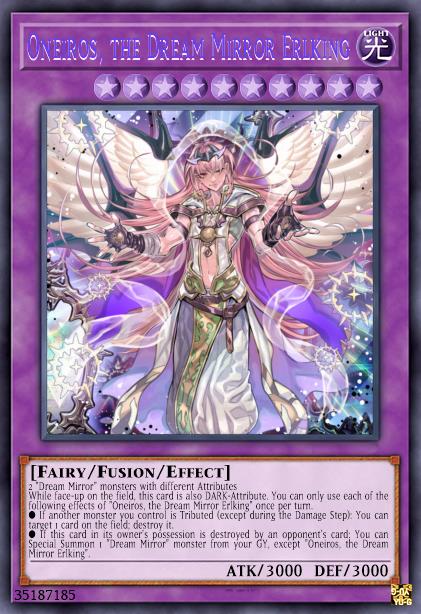 Oneiros, the Dream Mirror Erlking
LIGHT
光
[Fairy/Fusion/Effect]
2 "Dream Mirror" monsters with different Attributes
While face-up on the field, this card is also DARK-Attribute. You can only use each of the
following effects of "Oneiros, the Dream Mirror Erlking" once per turn.
● If another monster you control is Tributed (except during the Damage Step): You can
target 1 card on the field; destroy it.
● If this card in its owner's possession is destroyed by an opponent's card: You can
Special Summon 1 "Dream Mirror" monster from your GY, except "Oneiros, the Dream
Mirror Erlking".
ATK/3000 DEF/3000
35187185